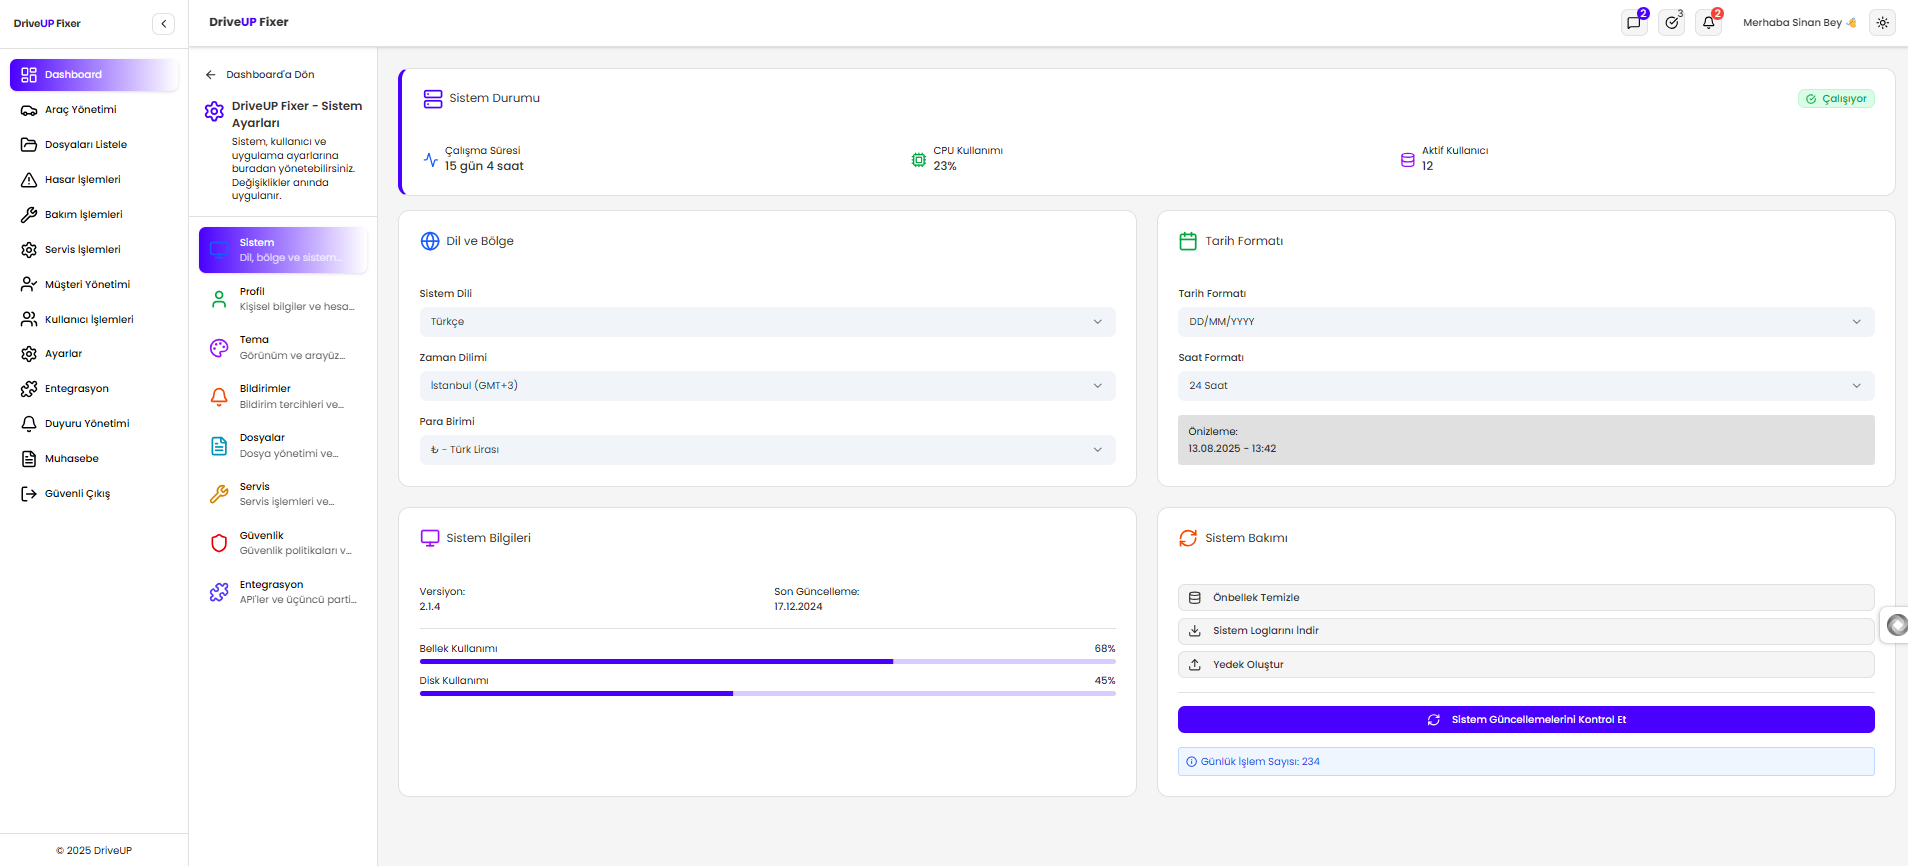 DriveUP Fixer
Dashboard
Araç Yönetimi
Dosyaları Listele
Hasar İşlemleri
Bakım İşlemleri
Servis İşlemleri
Müşteri Yönetimi
Kullanıcı İşlemleri
Ayarlar
Entegrasyon
Duyuru Yönetimi
Muhasebe
Güvenli Çıkış
© 2025 DriveUP
DriveUP Fixer
2
3
2
Merhaba Sinan Bey 👋
Dashboard'a Dön
DriveUP Fixer - Sistem
Ayarları
Sistem, kullanıcı ve
uygulama ayarlarına
buradan yönetebilirsiniz.
Değişiklikler anında
uygulanır.
Sistem
Dil, bölge ve sistem...
Profil
Kişisel bilgiler ve hesa...
Tema
Görünüm ve arayüz...
Bildirimler
Bildirim tercihleri ve...
Dosyalar
Dosya yönetimi ve...
Servis
Servis işlemleri ve...
Güvenlik
Güvenlik politikaları v...
Entegrasyon
API'ler ve üçüncü parti...
Sistem Durumu
Çalışıyor
Çalışma Süresi
15 gün 4 saat
CPU Kullanımı
23%
Aktif Kullanıcı
12
Dil ve Bölge
Sistem Dili
Türkçe
Zaman Dilimi
İstanbul (GMT+3)
Para Birimi
₺ - Türk Lirası
Tarih Formatı
Tarih Formatı
DD/MM/YYYY
Saat Formatı
24 Saat
Önizleme:
13.08.2025 - 13:42
Sistem Bilgileri
Versiyon:
2.1.4
Son Güncelleme:
17.12.2024
Bellek Kullanımı
68%
Disk Kullanımı
45%
Sistem Bakımı
Önbellek Temizle
Sistem Loglarını İndir
Yedek Oluştur
Sistem Güncellemelerini Kontrol Et
Günlük İşlem Sayısı: 234